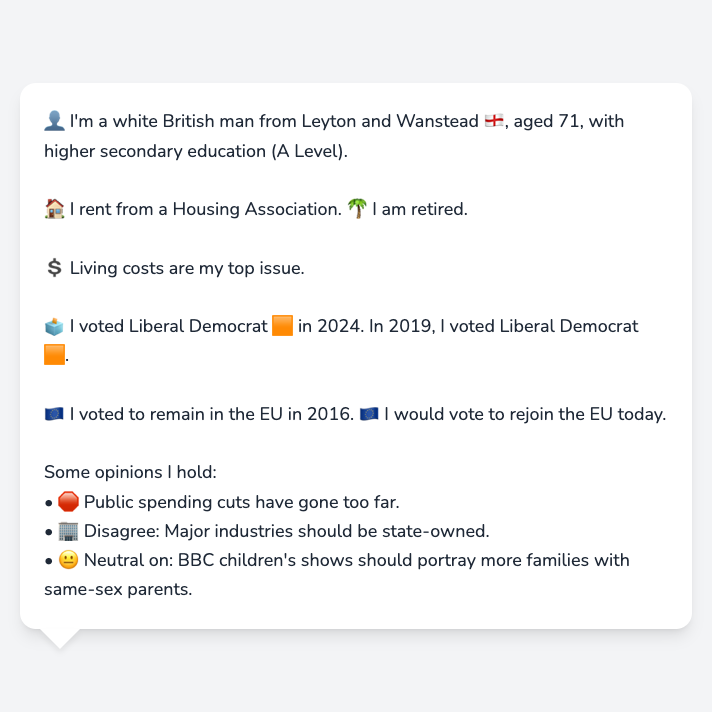 👤 I'm a white British man from Leyton and Wanstead 🏴󠁧󠁢󠁥󠁮󠁧󠁿, aged 71, with
higher secondary education (A Level).
🏠 I rent from a Housing Association. 🌴 I am retired.
💲 Living costs are my top issue.
🗳️ I voted Liberal Democrat 🟧 in 2024. In 2019, I voted Liberal Democrat
🟧.
🇪🇺 I voted to remain in the EU in 2016. 🇪🇺 I would vote to rejoin the EU today.
Some opinions I hold:
• 🛑 Public spending cuts have gone too far.
• 🏢 Disagree: Major industries should be state-owned.
• 😐 Neutral on: BBC children's shows should portray more families with
same-sex parents.